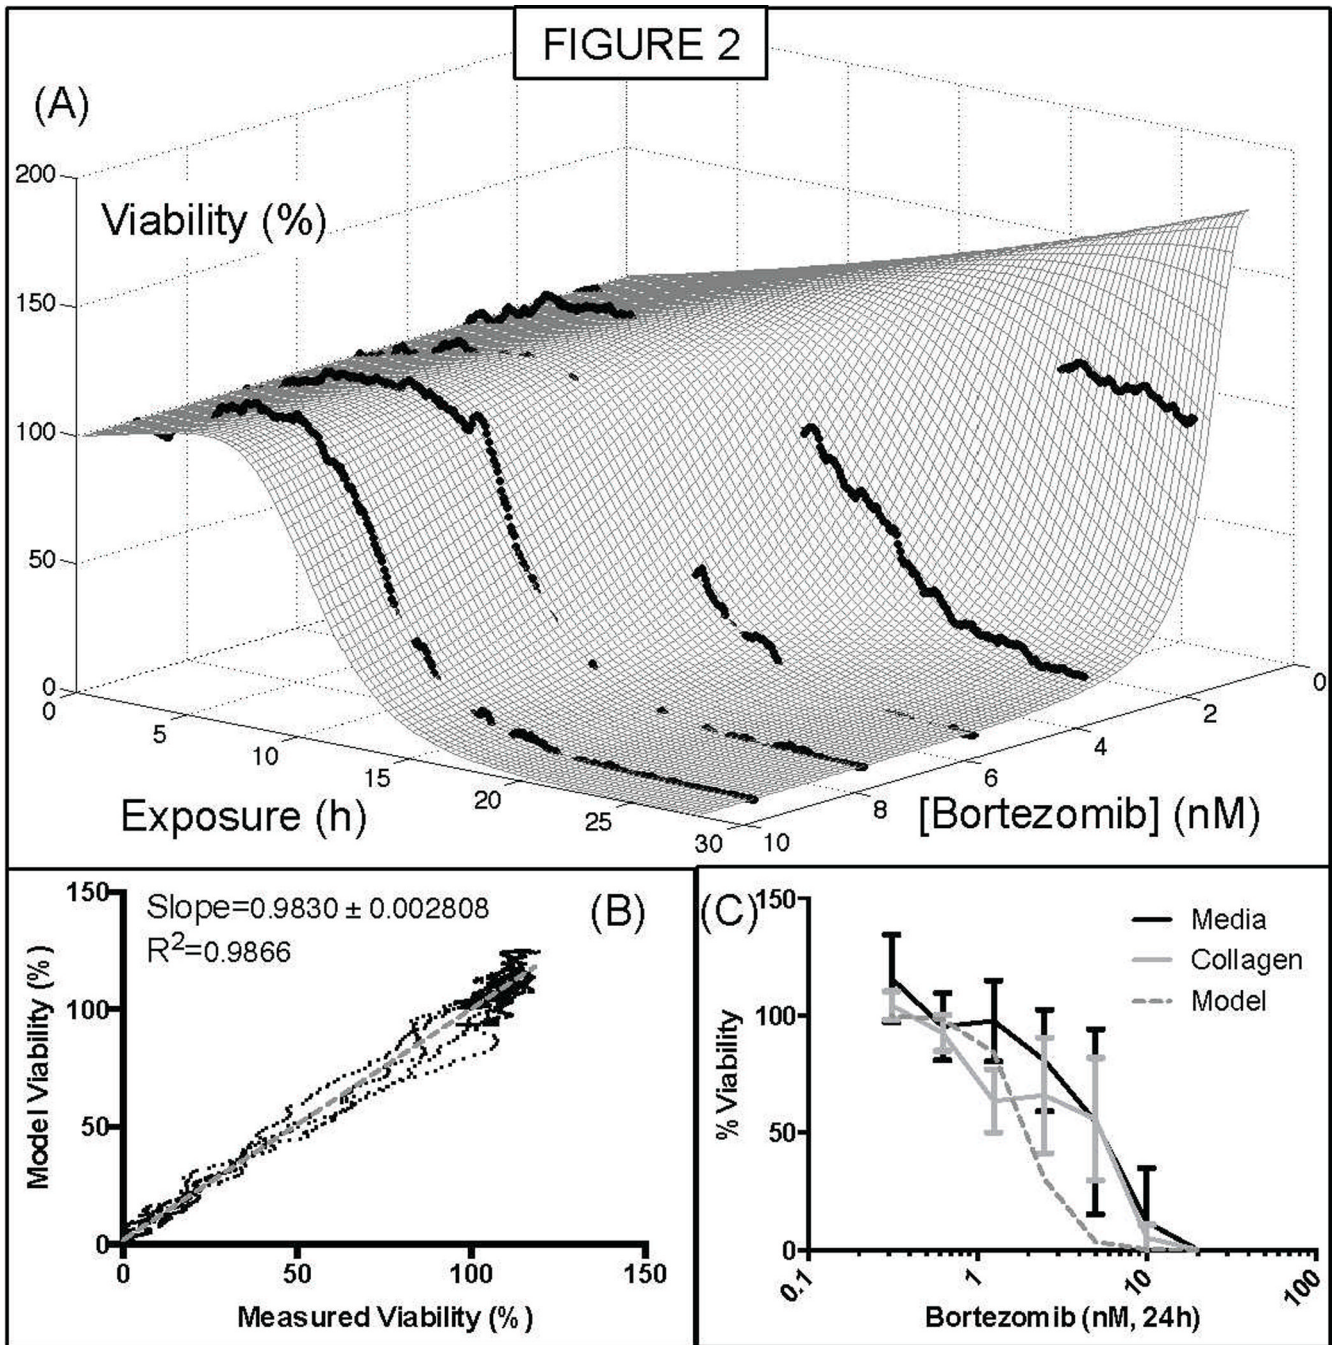 FIGURE 2
(A)
Viability (%)
200
150
100
50
0
0
5
10
15
20
25
30
Exposure (h)
10
8
6
4
2
0
[Bortezomib] (nM)
(B)
Slope=0.9830 ± 0.002808
R²=0.9866
Model Viability (%)
150
100
50
0
0
50
100
150
Measured Viability (%)
(C)
Media
Collagen
Model
% Viability
150
100
50
0
0.1
1
10
100
Bortezomib (nM, 24h)